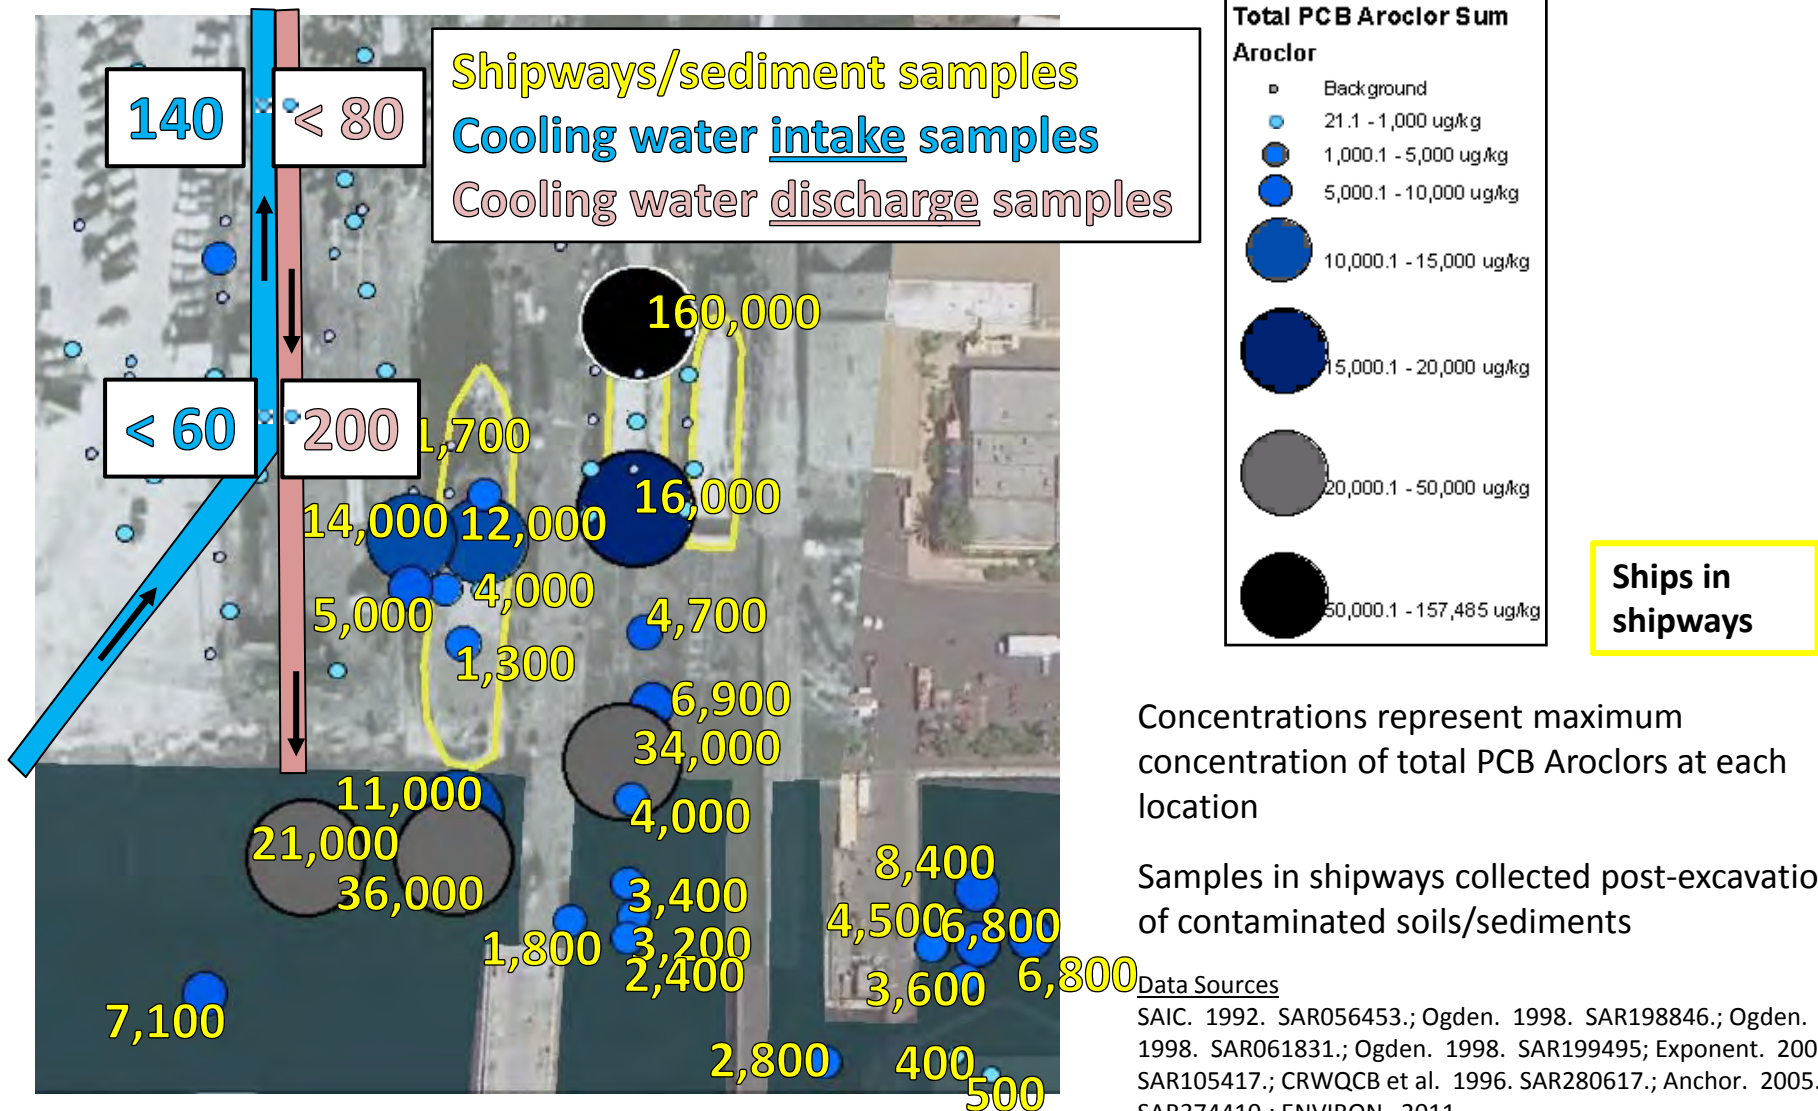 Shipways/sediment samples
Cooling water intake samples
Cooling water discharge samples
140
< 80
< 60
200
160,000
1,700
16,000
14,000
12,000
4,000
5,000
4,700
1,300
6,900
34,000
11,000
4,000
21,000
36,000
8,400
3,400
4,500
6,800
1,800
3,200
2,400
3,600
6,800
7,100
2,800
400
500
Total PCB Aroclor Sum
Aroclor
Background
21.1 - 1,000 ug/kg
1,000.1 - 5,000 ug/kg
5,000.1 - 10,000 ug/kg
10,000.1 - 15,000 ug/kg
15,000.1 - 20,000 ug/kg
20,000.1 - 50,000 ug/kg
50,000.1 - 157,485 ug/kg
Ships in
shipways
Concentrations represent maximum
concentration of total PCB Aroclors at each
location
Samples in shipways collected post-excavatio
of contaminated soils/sediments
Data Sources
SAIC. 1992. SAR056453.; Ogden. 1998. SAR198846.; Ogden.
1998. SAR061831.; Ogden. 1998. SAR199495; Exponent. 200
SAR105417.; CRWQCB et al. 1996. SAR280617.; Anchor. 2005.
SAR374410.; ENVIRON. 2011